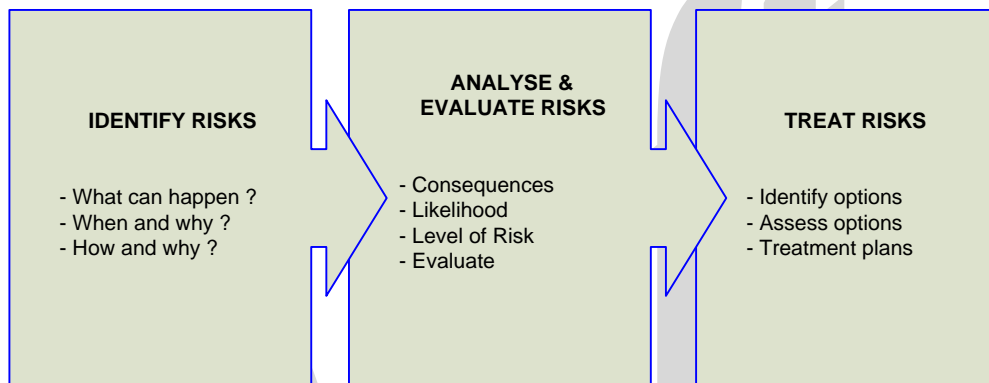 IDENTIFY RISKS
- What can happen ?
- When and why ?
- How and why ?
ANALYSE &
EVALUATE RISKS
- Consequences
- Likelihood
- Level of Risk
- Evaluate
TREAT RISKS
- Identify options
- Assess options
- Treatment plans